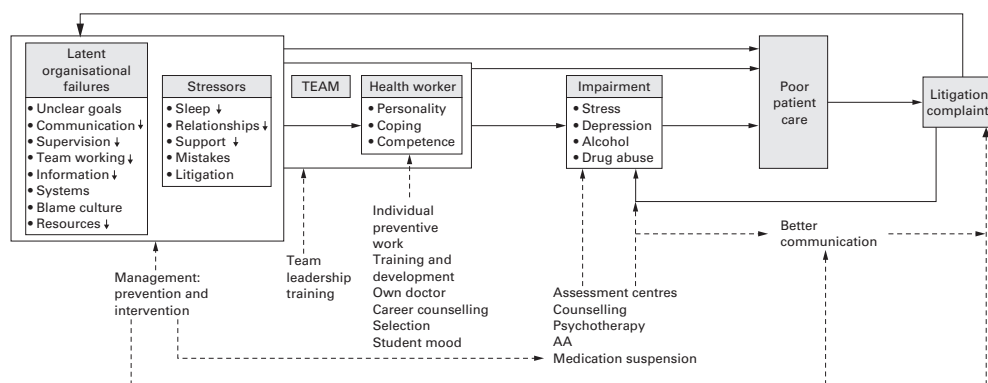 Latent
organisational
failures
• Unclear goals
• Communication ↓
• Supervision ↓
• Team working ↓
• Information ↓
• Systems
• Blame culture
• Resources ↓
Stressors
• Sleep ↓
• Relationships ↓
• Support ↓
• Mistakes
• Litigation
TEAM
Health worker
• Personality
• Coping
• Competence
Impairment
• Stress
• Depression
• Alcohol
• Drug abuse
Poor
patient
care
Litigation
complaint
Management:
prevention and
intervention
Team
leadership
training
Individual
preventive
work
Training and
development
Own doctor
Career counselling
Selection
Student mood
Assessment centres
Counselling
Psychotherapy
AA
Medication suspension
Better
communication